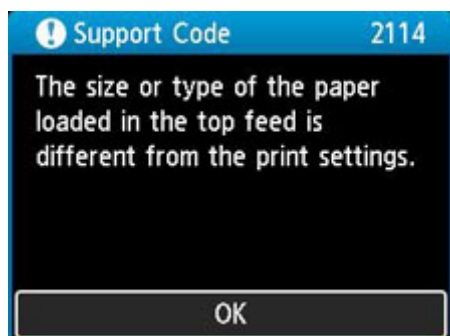 Support Code 2114
The size or type of the paper
loaded in the top feed is
different from the print settings.
OK